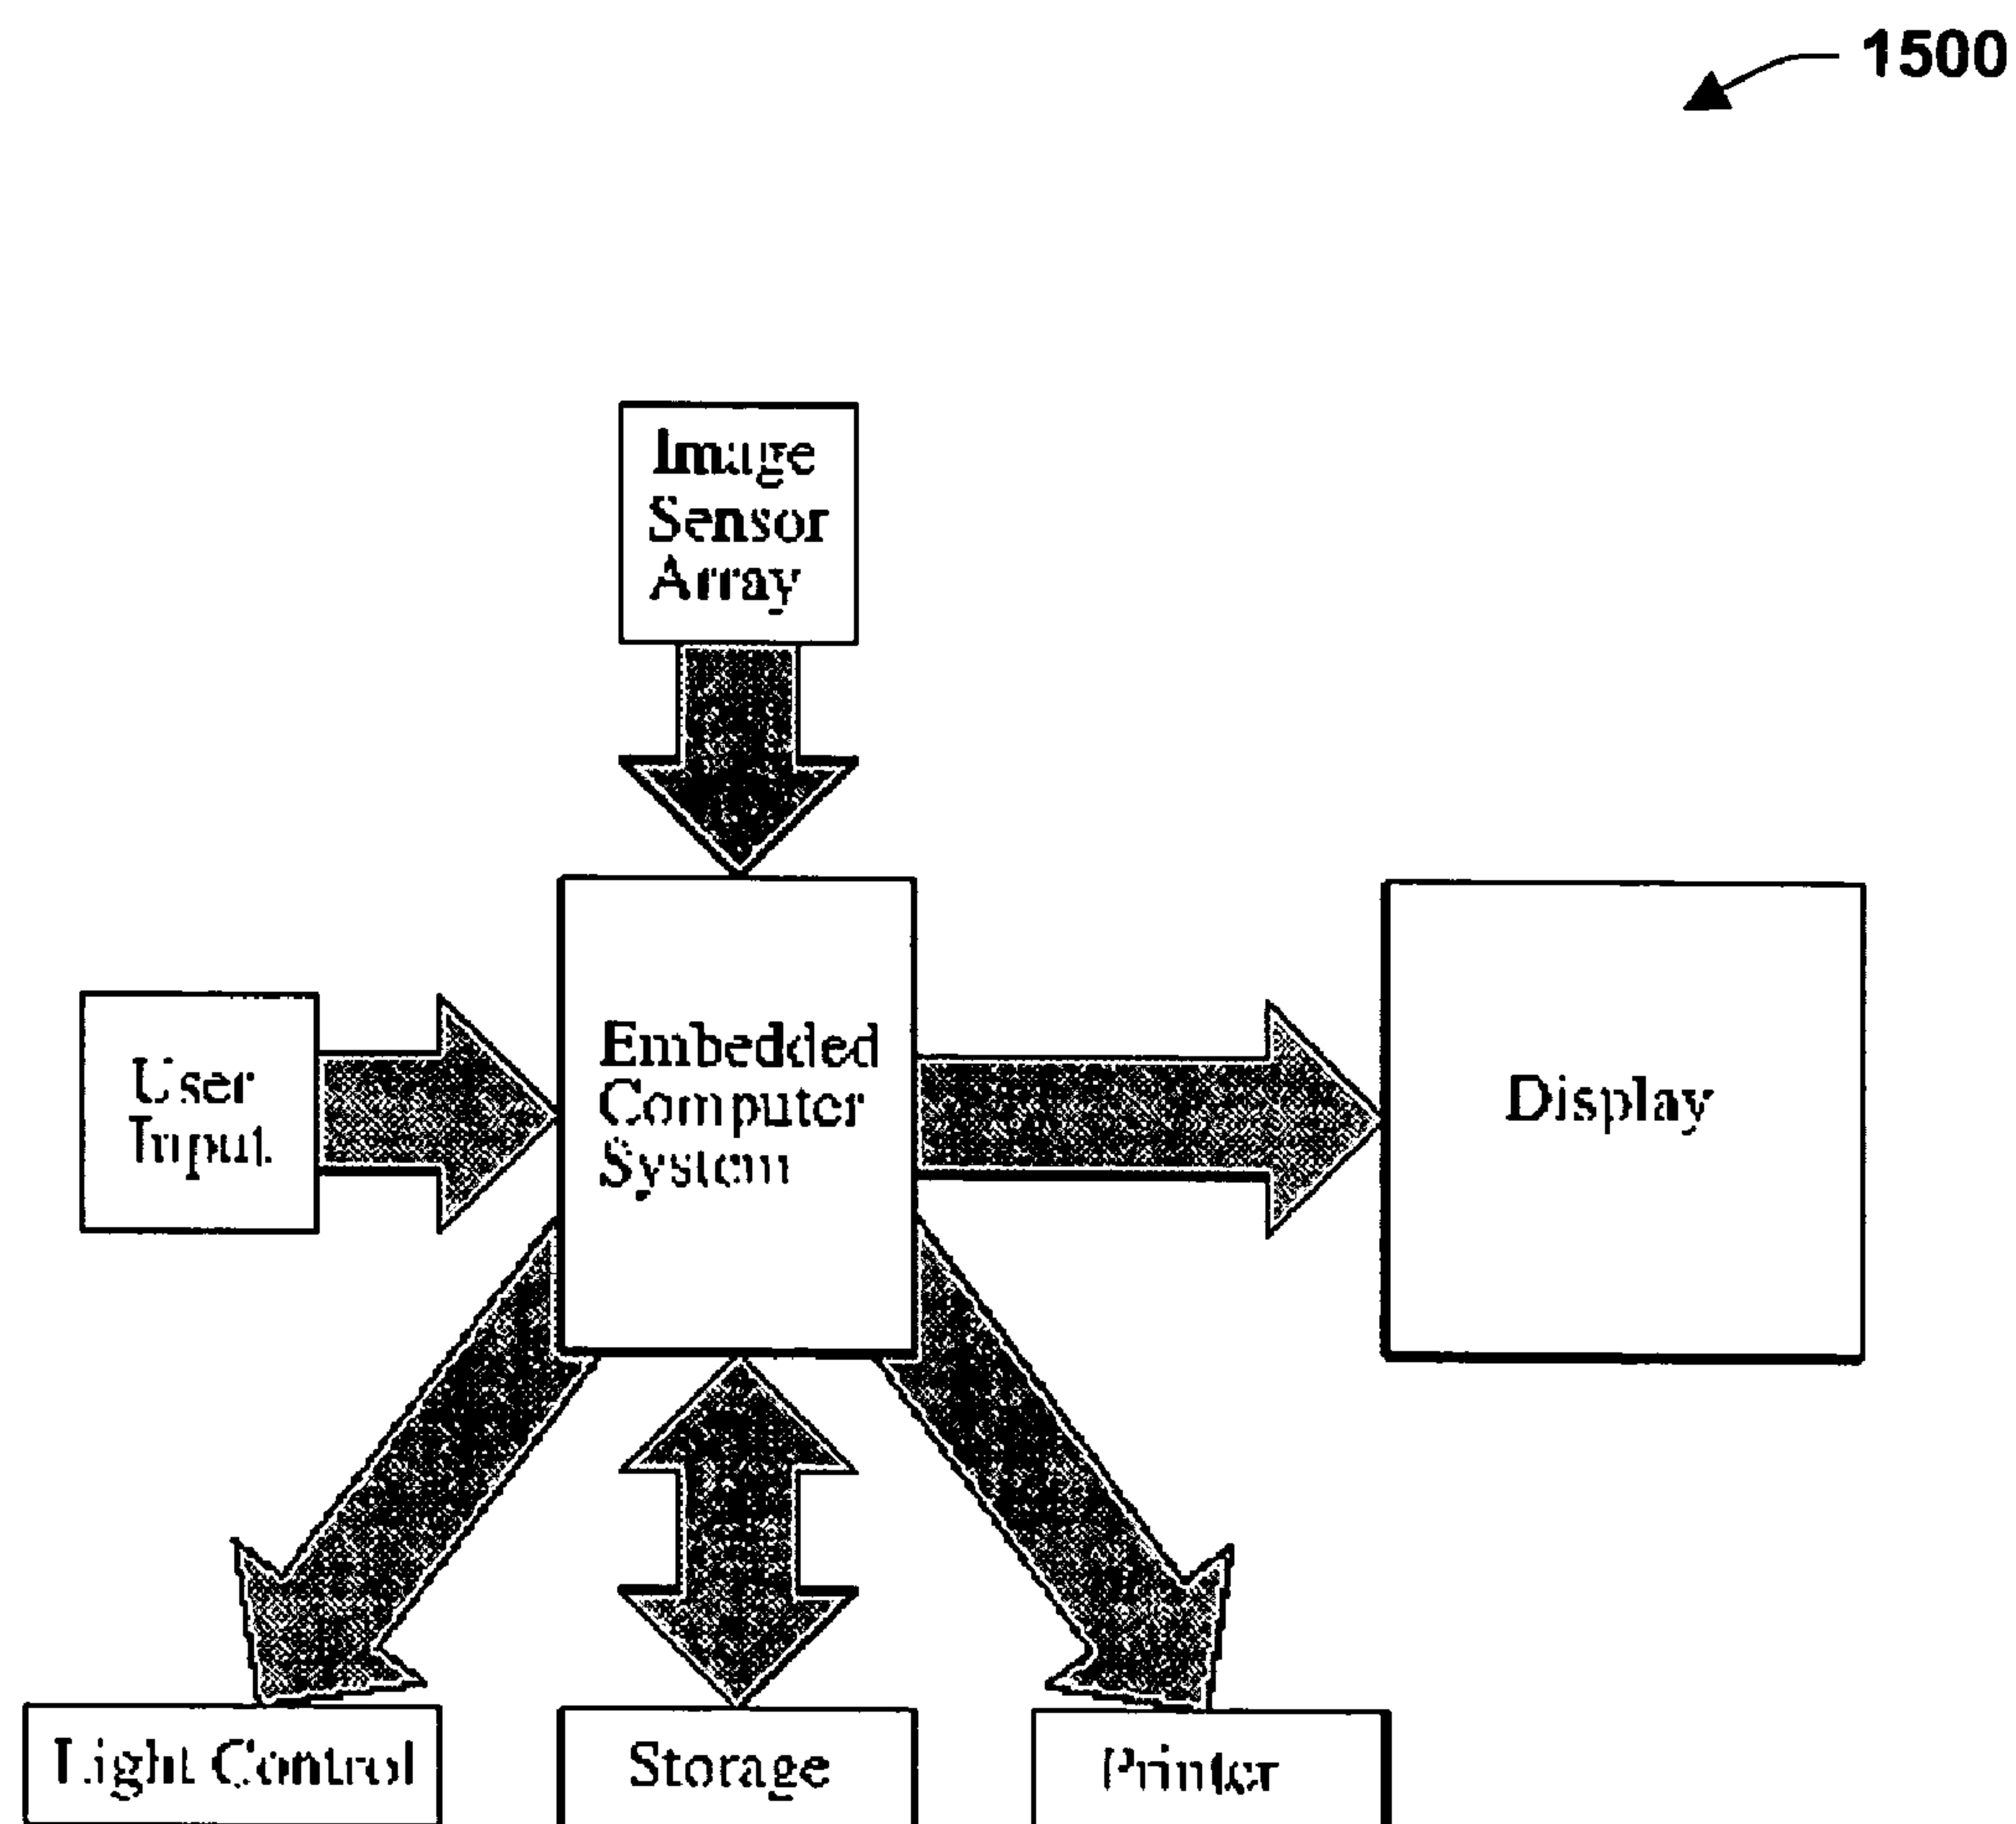 1500
Image
Sensor
Array
User
Input
Embedded
Computer
System
Display
Light Control
Storage
Printer